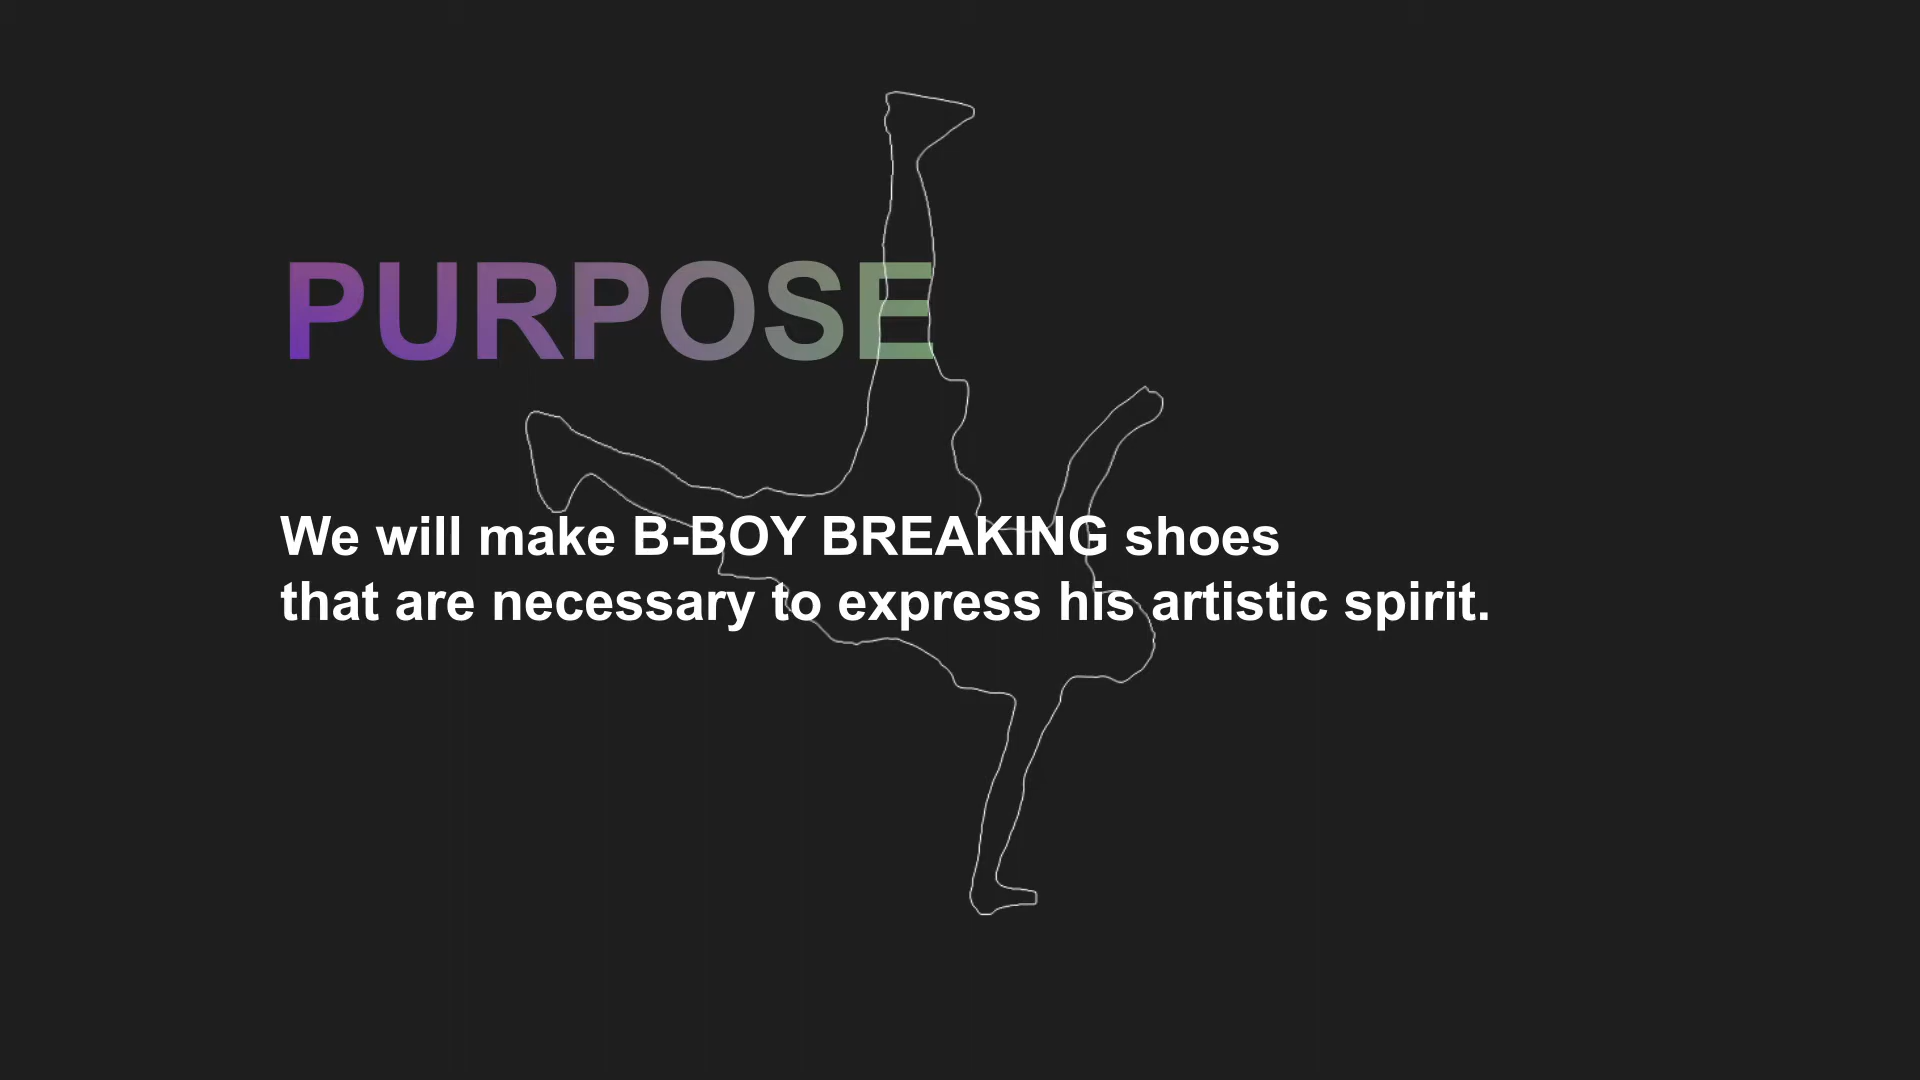 PURPOSE
We will make B-BOY BREAKING shoes
that are necessary to express his artistic spirit.